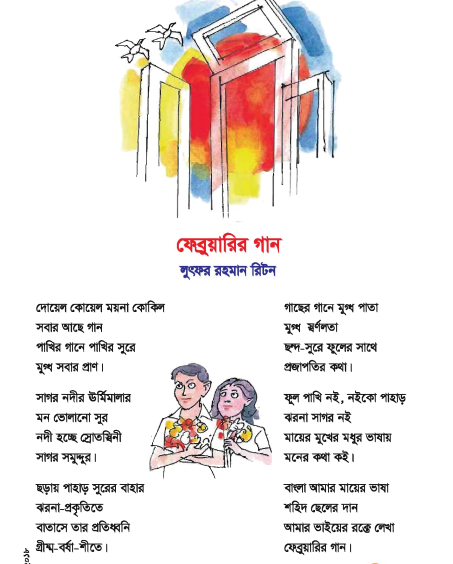 ফেব্রুয়ারির গান
লুৎফর রহমান রিটন
দোয়েল কোয়েল ময়না কোকিল
সবার আছে গান
পাখির গানে পাখির সুরে
মুগ্ধ সবার প্রাণ।
সাগর নদীর ঊর্মিমালার
মন ভোলানো সুর
নদী হচ্ছে স্রোতস্বিনী
সাগর সমুদ্দুর।
ছড়ায় পাহাড় সুরের বাহার
ঝরনা-প্রকৃতিতে
বাতাসে তার প্রতিধ্বনি
গ্রীষ্ম-বর্ষা-শীতে।
গাছের গানে মুগ্ধ পাতা
মুগ্ধ স্বর্ণলতা
ছন্দ-সুরে ফুলের সাথে
প্রজাপতির কথা।
ফুল পাখি নই, নইকো পাহাড়
ঝরনা সাগর নই
মায়ের মুখের মধুর ভাষায়
মনের কথা কই।
বাংলা আমার মায়ের ভাষা
শহিদ ছেলের দান
আমার ভাইয়ের রক্তে লেখা
ফেব্রুয়ারির গান।